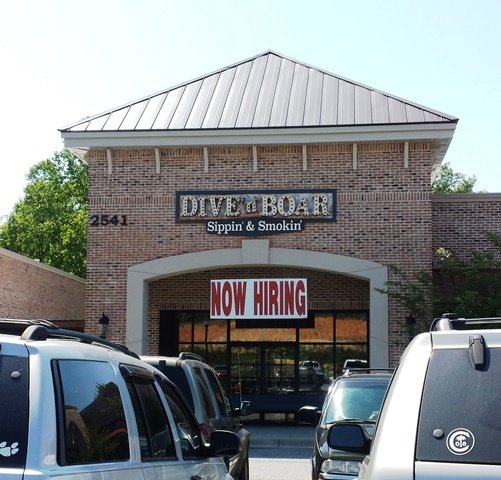 2541
DIVE n' BOAR
Sippin' & Smokin'
NOW HIRING